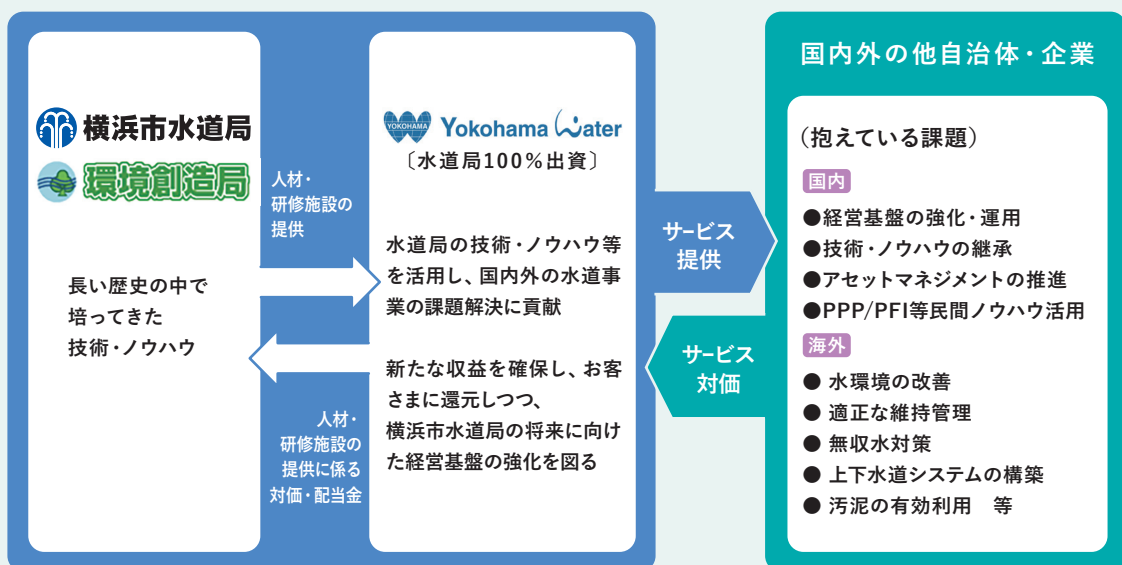 横浜市水道局
環境創造局
長い歴史の中で
培ってきた
技術・ノウハウ
人材・
研修施設の
提供
人材・
研修施設の
提供に係る
対価・配当金
YOKOHAMA
Yokohama Water
〔水道局100%出資〕
水道局の技術・ノウハウ等
を活用し、国内外の水道事
業の課題解決に貢献
新たな収益を確保し、お客
さまに還元しつつ、
横浜市水道局の将来に向け
た経営基盤の強化を図る
サービス
提供
サービス
対価
国内外の他自治体・企業
(抱えている課題)
国内
●経営基盤の強化・運用
●技術・ノウハウの継承
●アセットマネジメントの推進
●PPP/PFI等民間ノウハウ活用
海外
● 水環境の改善
● 適正な維持管理
● 無収水対策
● 上下水道システムの構築
● 汚泥の有効利用 等